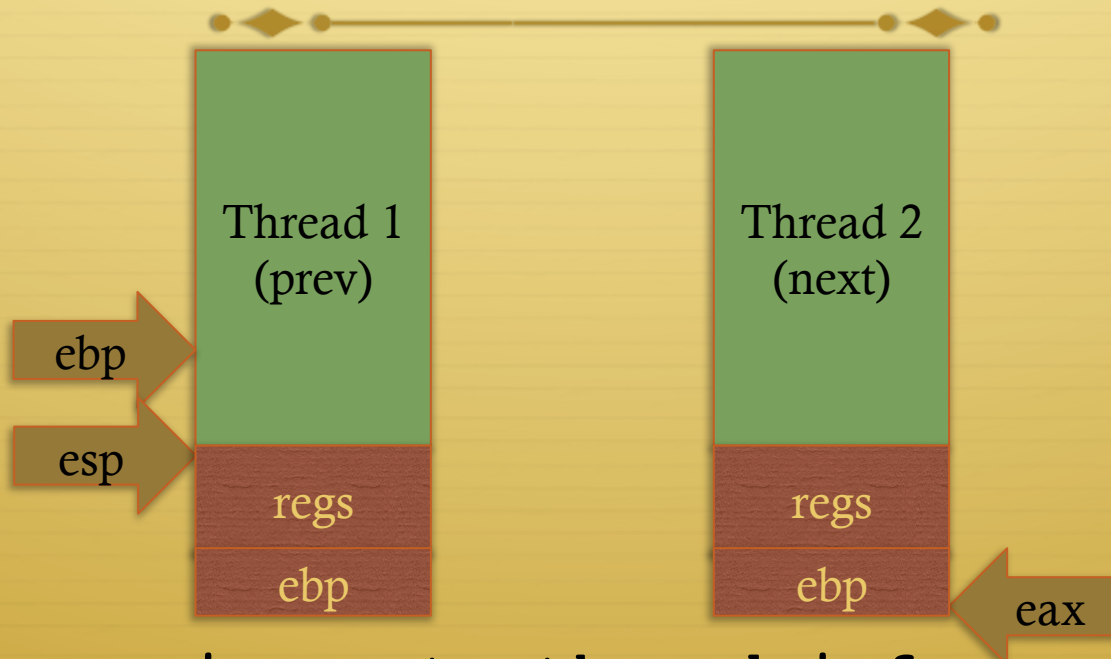 Thread 1
(prev)
Thread 2
(next)
ebp
esp
regs
regs
ebp
ebp
eax